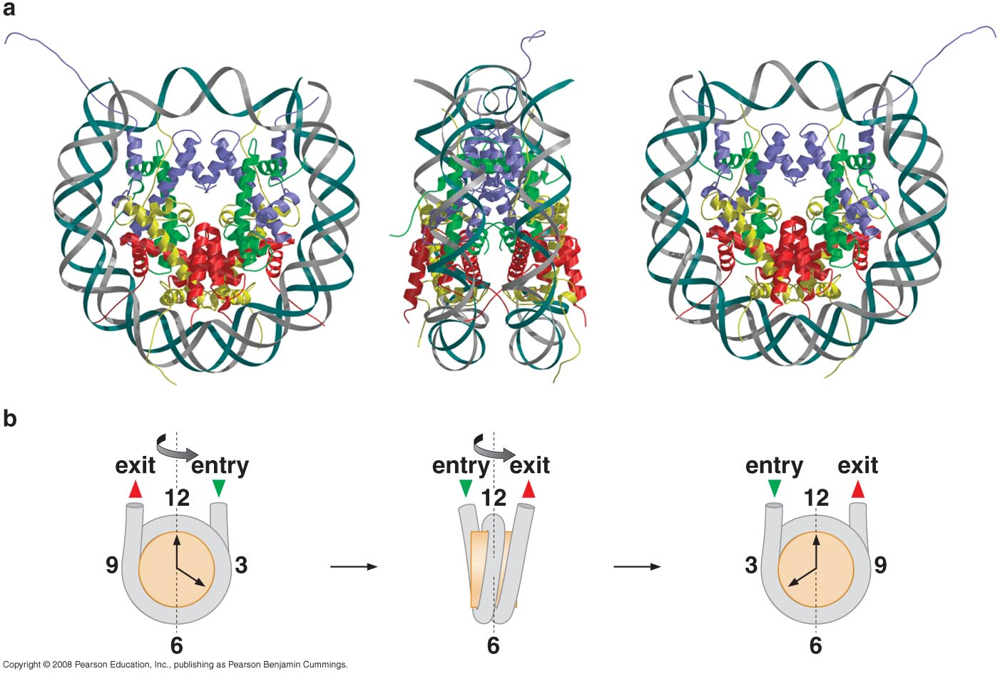 a
b
exit entry
12
9 3
6
entry exit
12
6
entry exit
12
3 9
6
Copyright © 2008 Pearson Education, Inc., publishing as Pearson Benjamin Cummings.